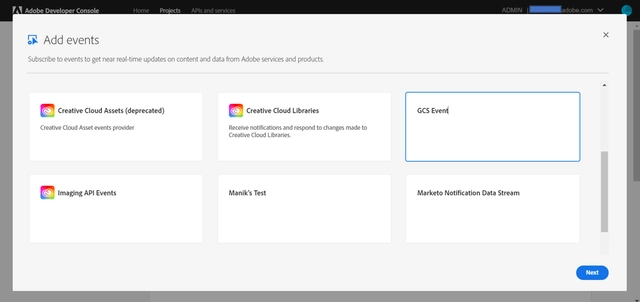 Adobe Developer Console
Home
Projects
APIs and services
ADMIN
adobe.com
Add events
Subscribe to events to get near real-time updates on content and data from Adobe services and products.
Creative Cloud Assets (deprecated)
Creative Cloud Asset events provider
Creative Cloud Libraries
Receive notifications and respond to changes made to
Creative Cloud Libraries.
GCS Event
Imaging API Events
Manik's Test
Marketo Notification Data Stream
Next